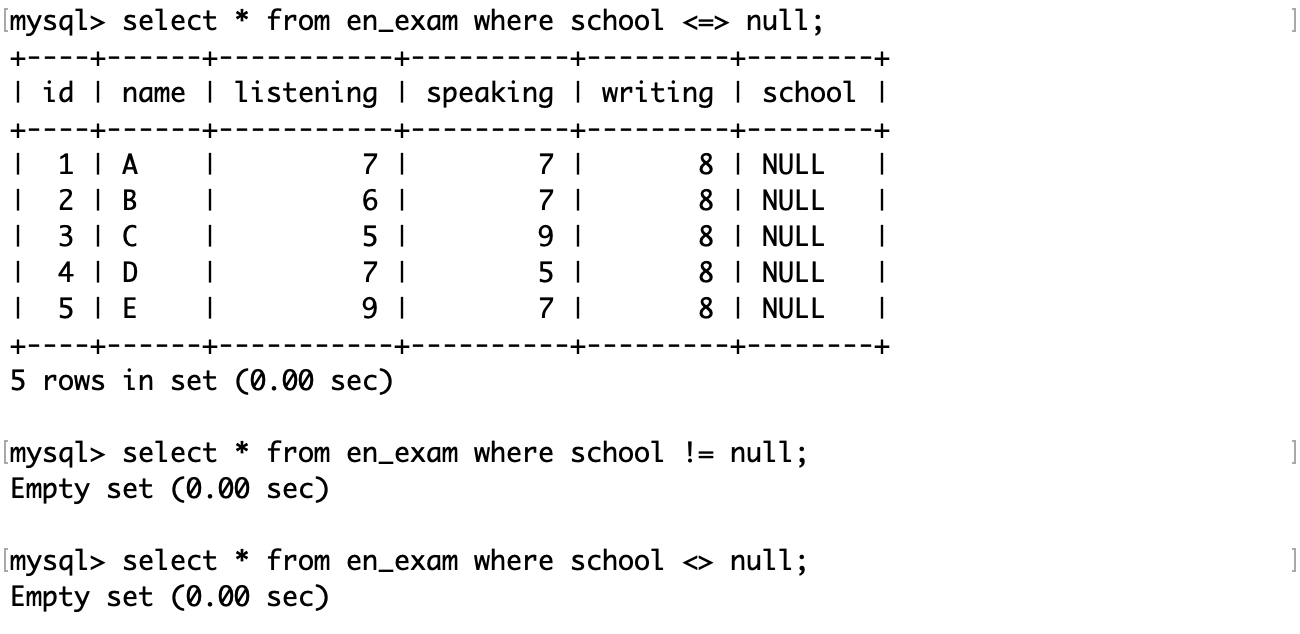 [mysql> select * from en_exam where school <=> null; ]
+----+------+-----------+----------+---------+--------+
| id | name | listening | speaking | writing | school |
+----+------+-----------+----------+---------+--------+
|  1 | A    |         7 |        7 |       8 | NULL   |
|  2 | B    |         6 |        7 |       8 | NULL   |
|  3 | C    |         5 |        9 |       8 | NULL   |
|  4 | D    |         7 |        5 |       8 | NULL   |
|  5 | E    |         9 |        7 |       8 | NULL   |
+----+------+-----------+----------+---------+--------+
5 rows in set (0.00 sec)
[mysql> select * from en_exam where school != null; ]
Empty set (0.00 sec)
[mysql> select * from en_exam where school <> null; ]
Empty set (0.00 sec)